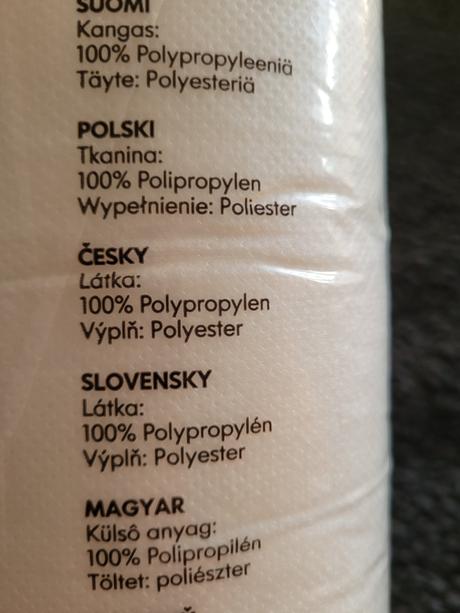 SUOMI
Kangas:
100% Polypropyleeniä
Täyte: Polyesteriä
POLSKI
Tkanina:
100% Polipropylen
Wypełnienie: Poliester
ČESKY
Látka:
100% Polypropylen
Výplň: Polyester
SLOVENSKY
Látka:
100% Polypropylén
Výplň: Polyester
MAGYAR
Külsô anyag:
100% Polipropilén
Töltet: poliészter